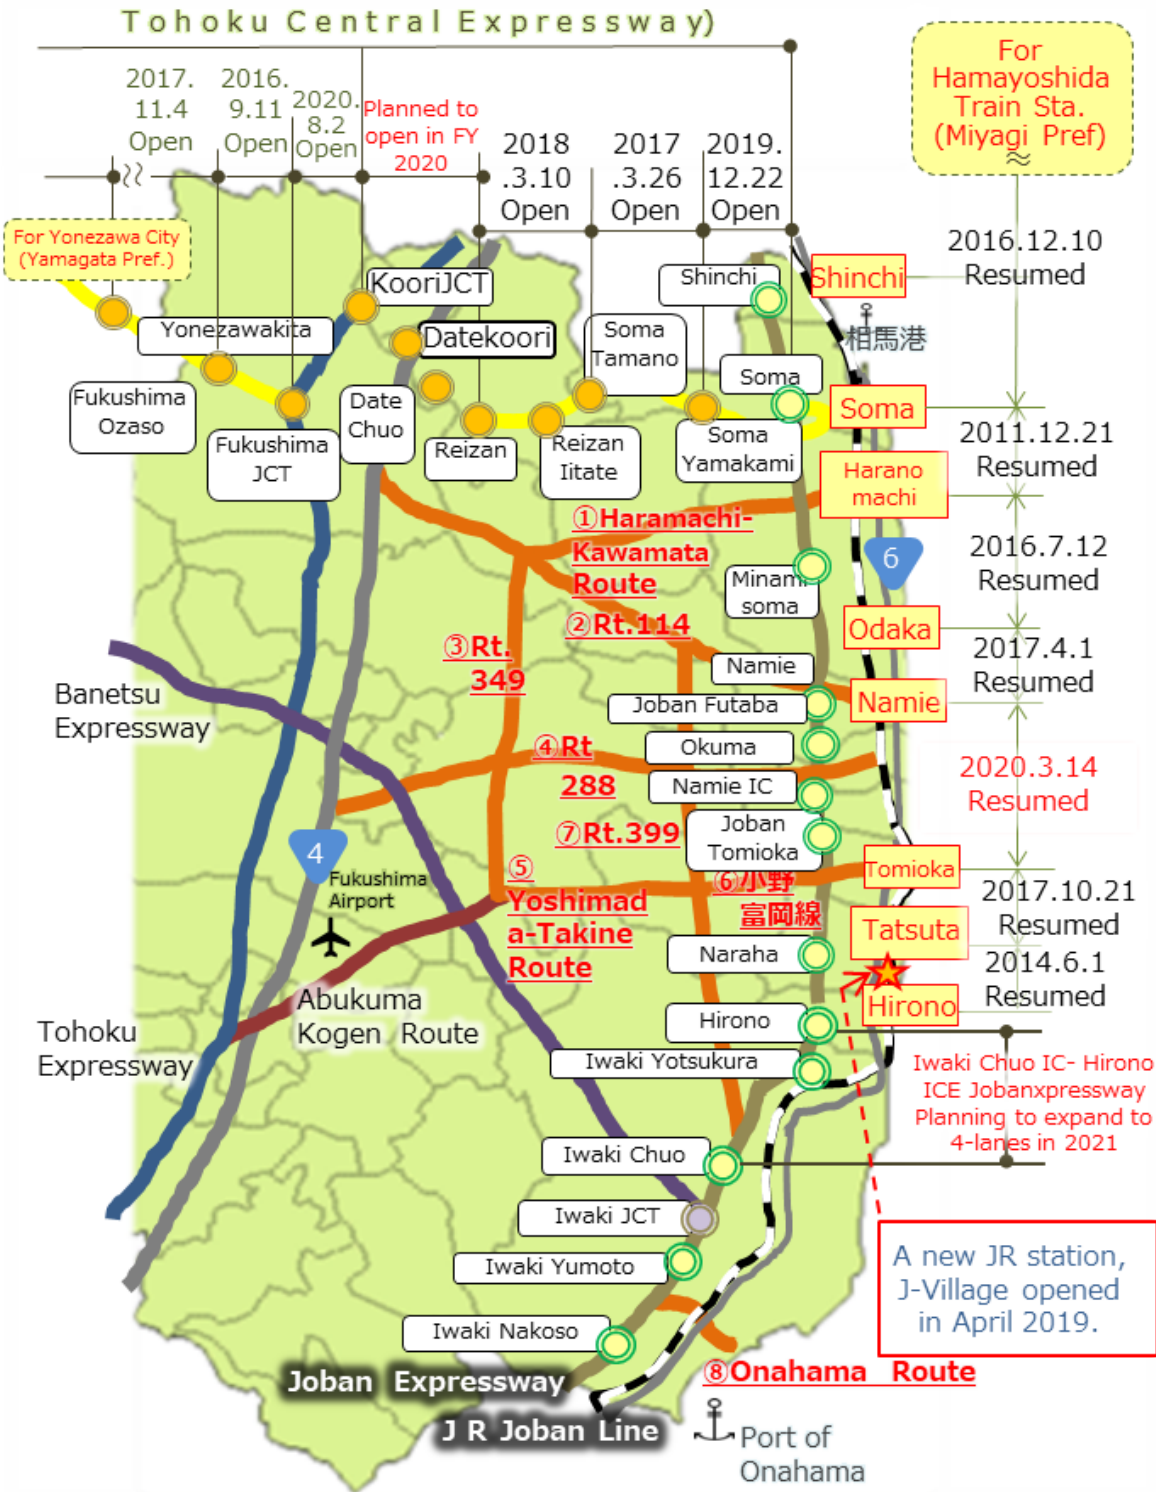 Tohoku Central Expressway)
2017.
11.4
Open
2016.
9.11
Open
2020.
8.2
Open
Planned to
open in FY
2020
2018
.3.10
Open
2017
.3.26
Open
2019.
12.22
Open
For
Hamayoshida
Train Sta.
(Miyagi Pref)
For Yonezawa City
(Yamagata Pref.)
KooriJCT
Shinchi
Shinchi
2016.12.10
Resumed
Yonezawakita
Datekoori
Soma
Tamano
相馬港
Fukushima
Ozaso
Date
Chuo
Soma
Soma
Fukushima
JCT
Reizan
Reizan
Iitate
Soma
Yamakami
2011.12.21
Resumed
Harano
machi
①Haramachi-
Kawamata
Route
6
2016.7.12
Resumed
Minami
soma
②Rt.114
Odaka
③Rt.
349
Namie
2017.4.1
Resumed
Banetsu
Expressway
Joban Futaba
Namie
④Rt
288
Okuma
Namie IC
2020.3.14
Resumed
⑦Rt.399
Joban
Tomioka
4
Fukushima
Airport
⑤
Yoshimad
a-Takine
Route
⑥小野
富岡線
Tomioka
2017.10.21
Resumed
Tatsuta
Naraha
2014.6.1
Resumed
Abukuma
Kogen Route
Hirono
Hirono
Tohoku
Expressway
Iwaki Yotsukura
Iwaki Chuo IC- Hirono
ICE Jobanxpressway
Planning to expand to
4-lanes in 2021
Iwaki Chuo
Iwaki JCT
Iwaki Yumoto
A new JR station,
J-Village opened
in April 2019.
Iwaki Nakoso
Joban Expressway
⑧Onahama Route
J R Joban Line
Port of
Onahama